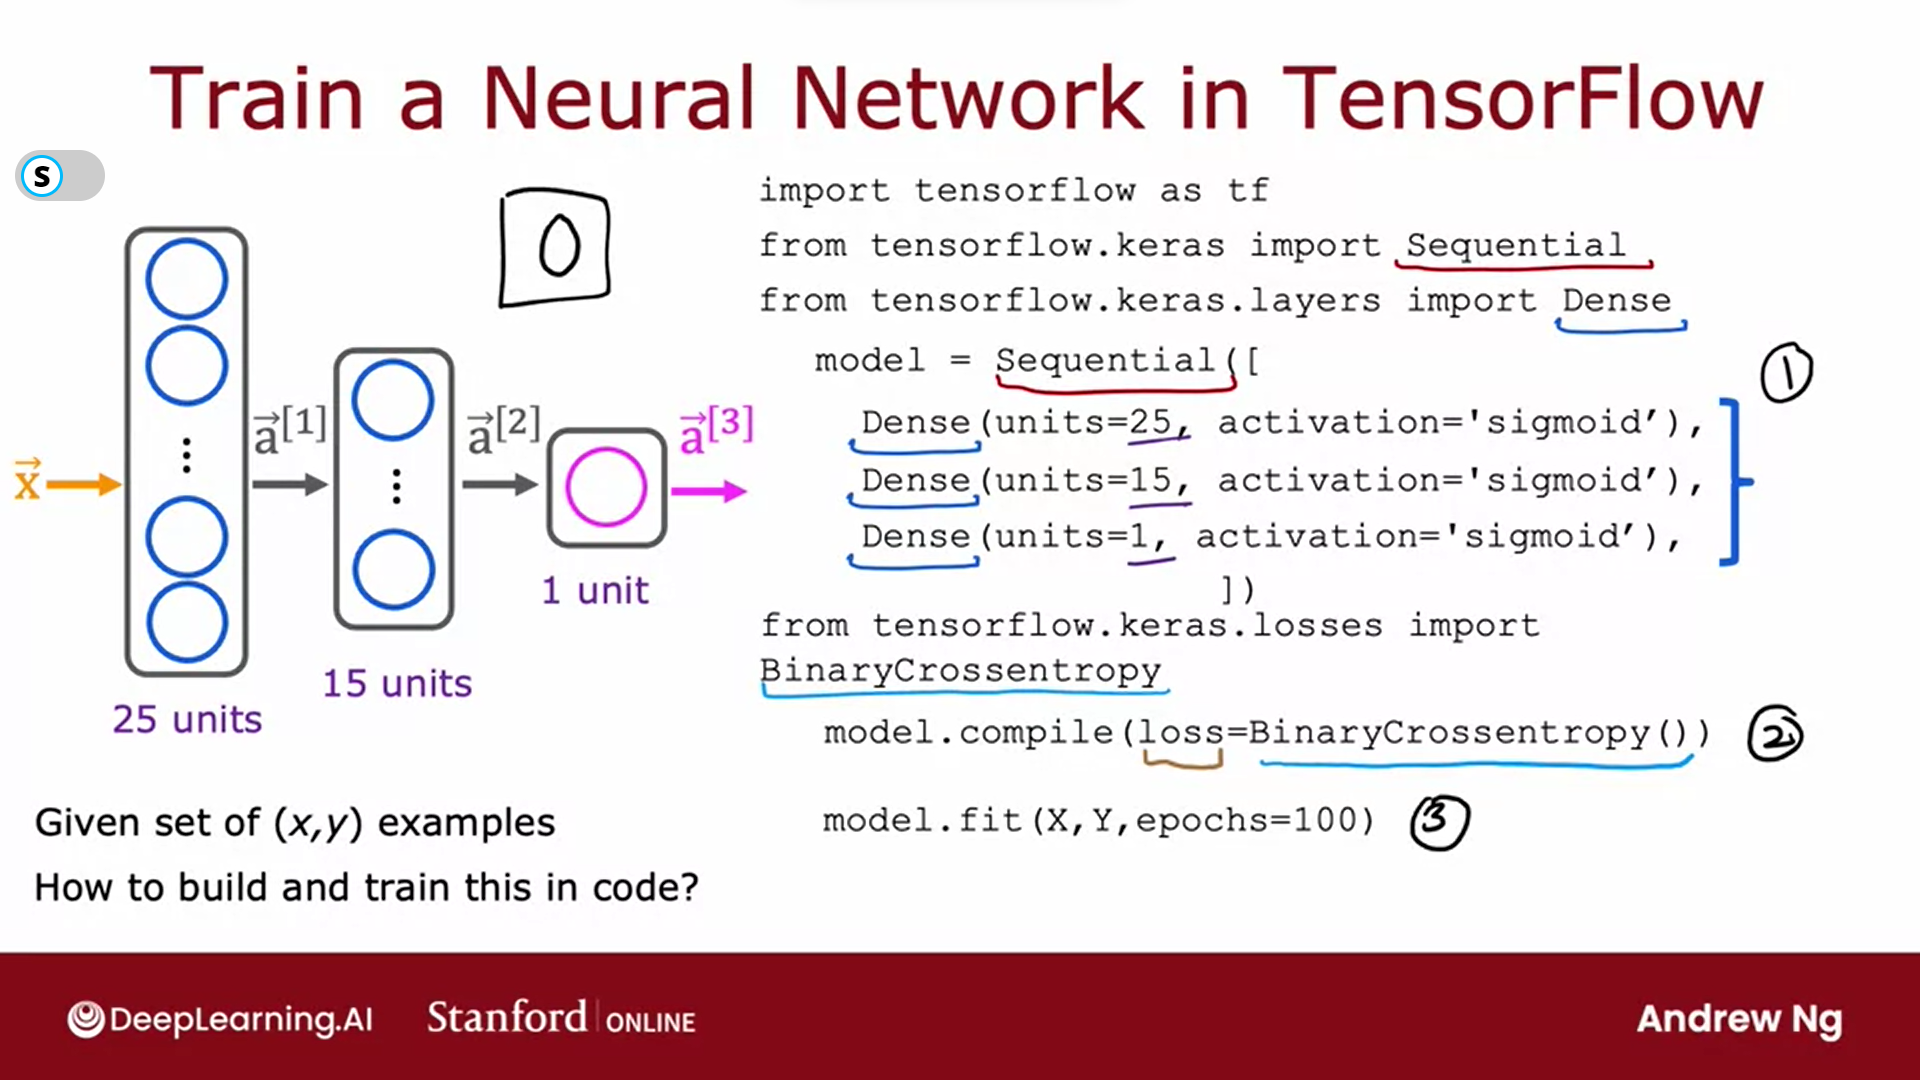 Train a Neural Network in TensorFlow
S
0
x⃗
a⃗[1]
a⃗[2]
a⃗[3]
25 units
15 units
1 unit
Given set of (x,y) examples
How to build and train this in code?
import tensorflow as tf
from tensorflow.keras import Sequential
from tensorflow.keras.layers import Dense
model = Sequential([
①
Dense(units=25, activation='sigmoid’),
Dense(units=15, activation='sigmoid’),
Dense(units=1, activation='sigmoid’),
])
from tensorflow.keras.losses import
BinaryCrossentropy
model.compile(loss=BinaryCrossentropy()) ②
model.fit(X,Y,epochs=100) ③
DeepLearning.AI Stanford | ONLINE Andrew Ng